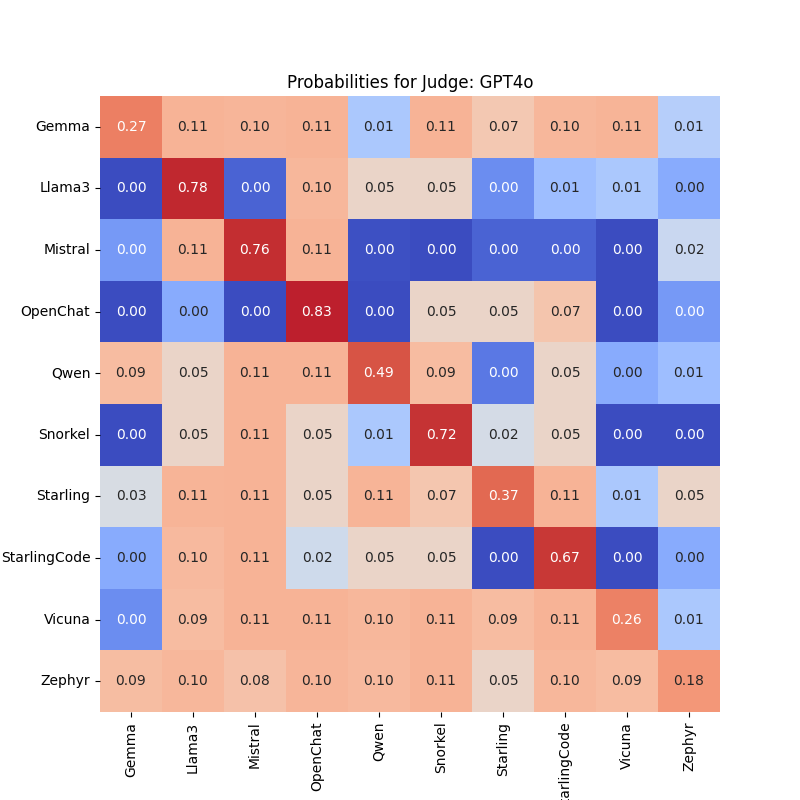 Probabilities for Judge: GPT4o
Gemma 0.27 0.11 0.10 0.11 0.01 0.11 0.07 0.10 0.11 0.01
Llama3 0.00 0.78 0.00 0.10 0.05 0.05 0.00 0.01 0.01 0.00
Mistral 0.00 0.11 0.76 0.11 0.00 0.00 0.00 0.00 0.00 0.02
OpenChat 0.00 0.00 0.00 0.83 0.00 0.05 0.05 0.07 0.00 0.00
Qwen 0.09 0.05 0.11 0.11 0.49 0.09 0.00 0.05 0.00 0.01
Snorkel 0.00 0.05 0.11 0.05 0.01 0.72 0.02 0.05 0.00 0.00
Starling 0.03 0.11 0.11 0.05 0.11 0.07 0.37 0.11 0.01 0.05
StarlingCode 0.00 0.10 0.11 0.02 0.05 0.05 0.00 0.67 0.00 0.00
Vicuna 0.00 0.09 0.11 0.11 0.10 0.11 0.09 0.11 0.26 0.01
Zephyr 0.09 0.10 0.08 0.10 0.10 0.11 0.05 0.10 0.09 0.18
Gemma
Llama3
Mistral
OpenChat
Qwen
Snorkel
Starling
arlingCode
Vicuna
Zephyr